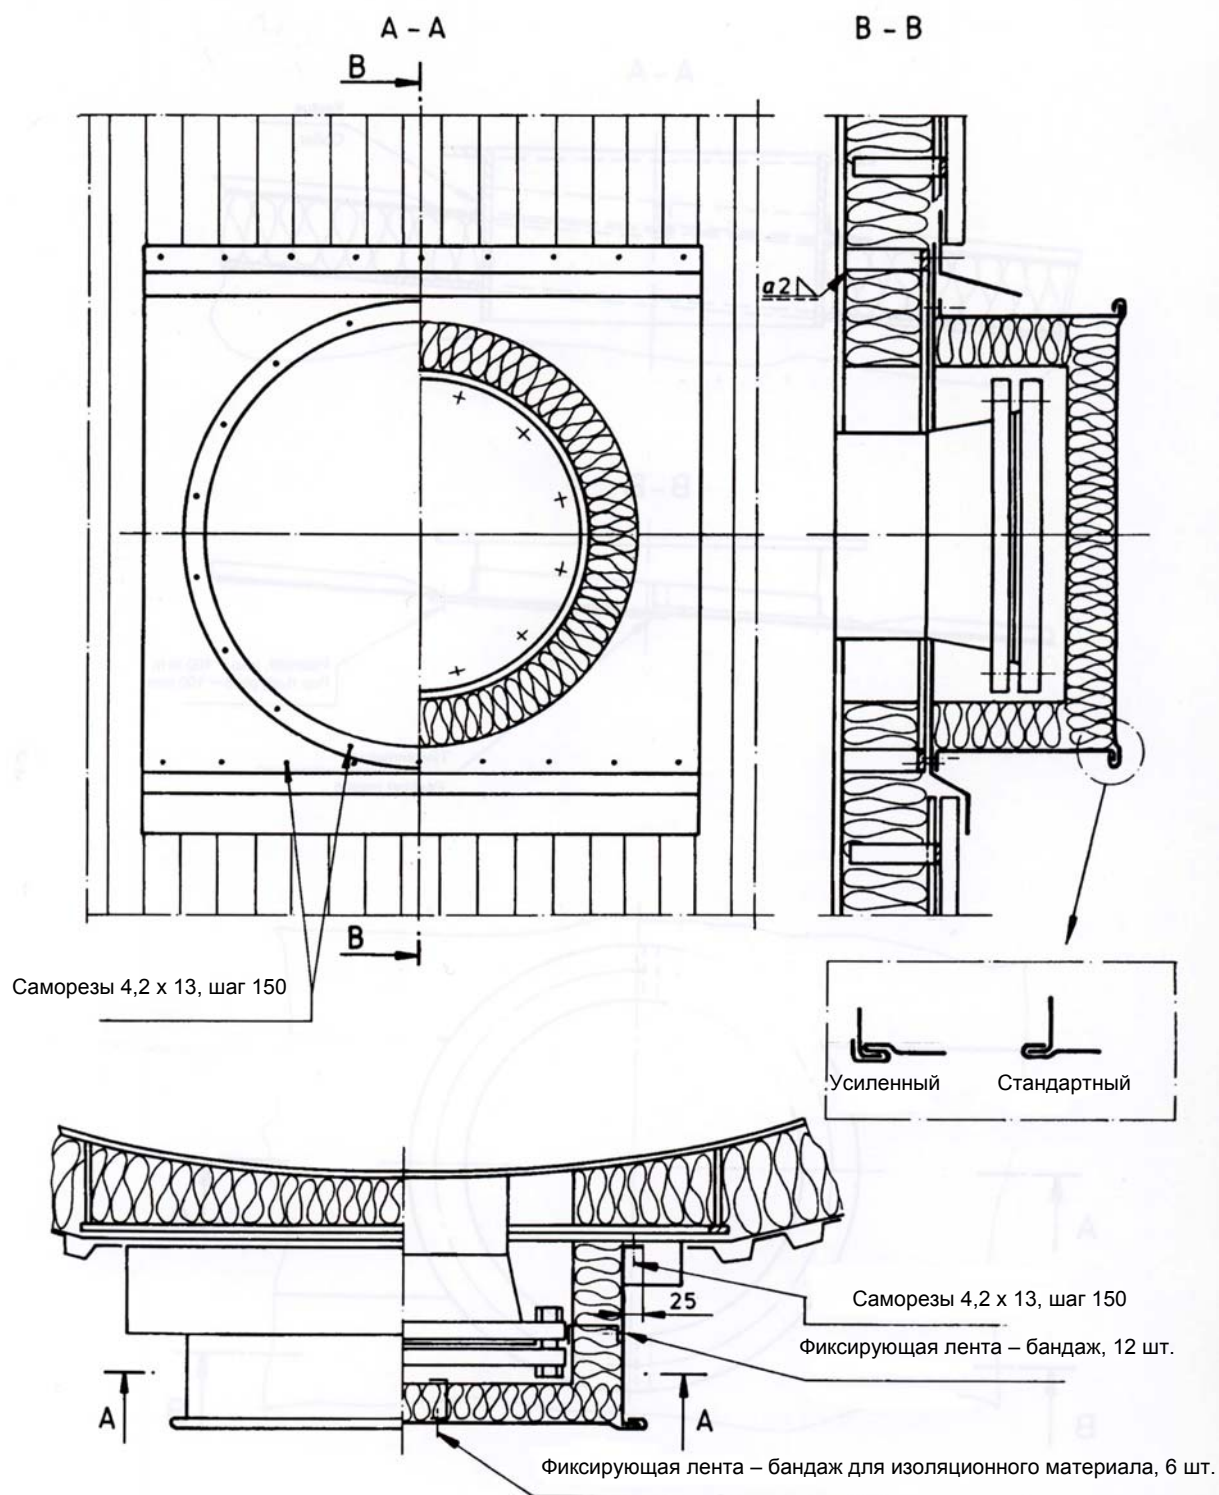 A – A
B – B
B
a2
B
Саморезы 4,2 x 13, шаг 150
Усиленный
Стандартный
25
Саморезы 4,2 x 13, шаг 150
Фиксирующая лента – бандаж, 12 шт.
A
A
Фиксирующая лента – бандаж для изоляционного материала, 6 шт.